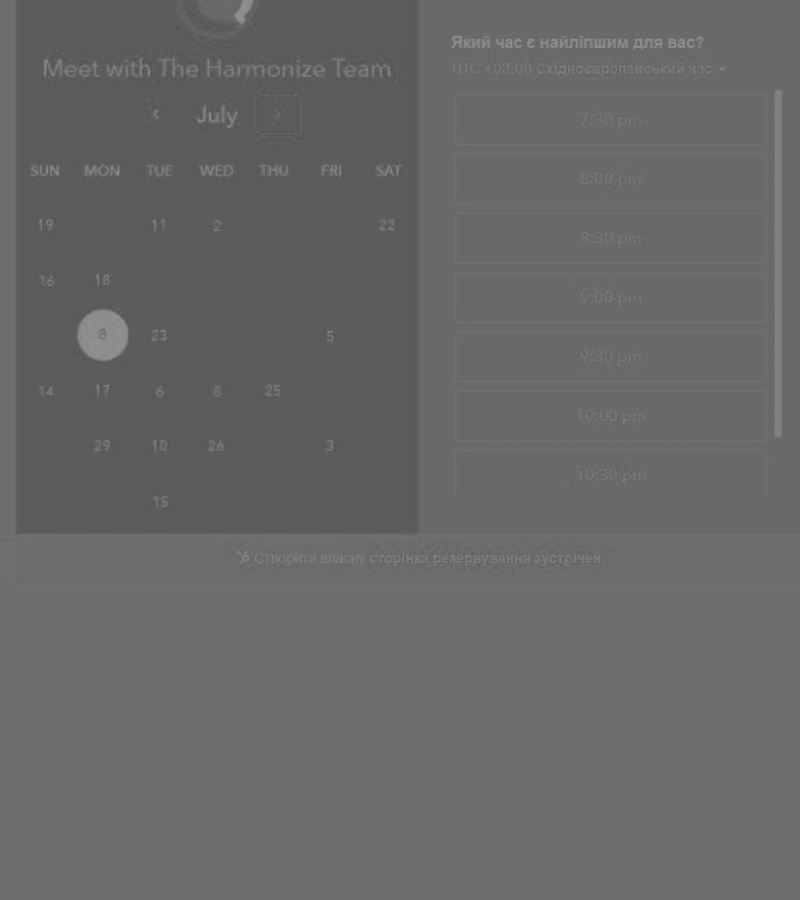 Meet with The Harmonize Team
July
SUN MON TUE WED THU FRI SAT
19 11 2 22
16 18
8 23 5
14 17 6 8 25
29 10 26 3
15
Який час є найліпшим для вас?
UTC +03:00 Східноєвропейський час
7:30 pm
8:00 pm
8:30 pm
9:00 pm
9:30 pm
10:00 pm
10:30 pm
Створити власну сторінка резервування зустрічей